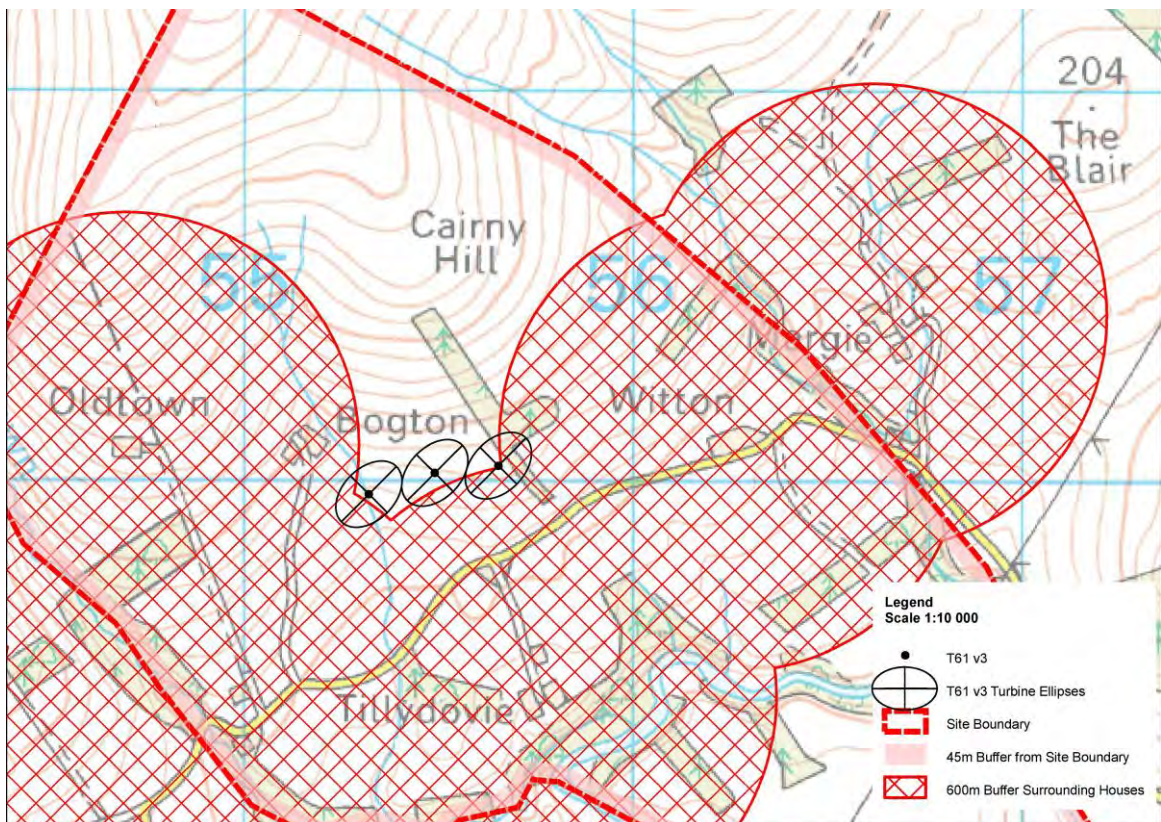 204
The
Blair
Cairny
Hill
55
56
57
Margie
Oldtown
Bogton
Witton
Tillydovie
Legend
Scale 1:10 000
T61 v3
T61 v3 Turbine Ellipses
Site Boundary
45m Buffer from Site Boundary
600m Buffer Surrounding Houses